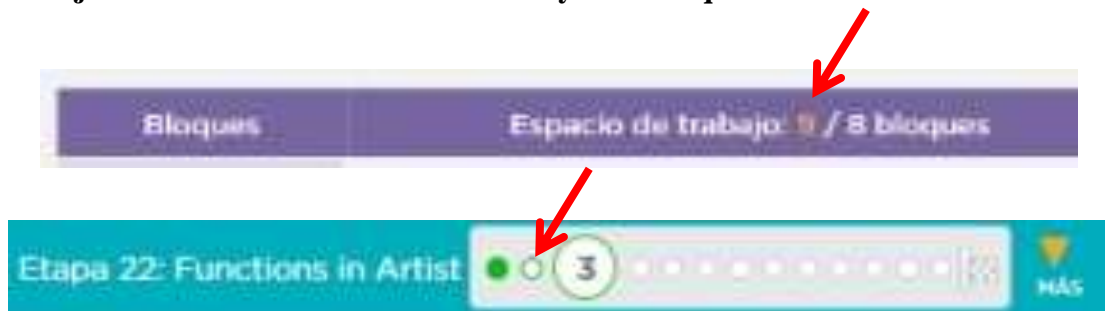 Bloques Espacio de trabajo: 9 / 8 bloques
Etapa 22: Functions in Artist 3 MÁS